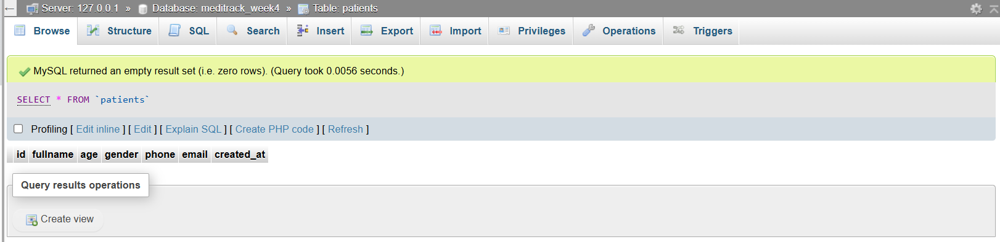 Server: 127.0.0.1 » Database: meditrack_week4 » Table: patients
Browse Structure SQL Search Insert Export Import Privileges Operations Triggers
MySQL returned an empty result set (i.e. zero rows). (Query took 0.0056 seconds.)
SELECT * FROM `patients`
Profiling [ Edit inline ] [ Edit ] [ Explain SQL ] [ Create PHP code ] [ Refresh ]
id fullname age gender phone email created_at
Query results operations
Create view